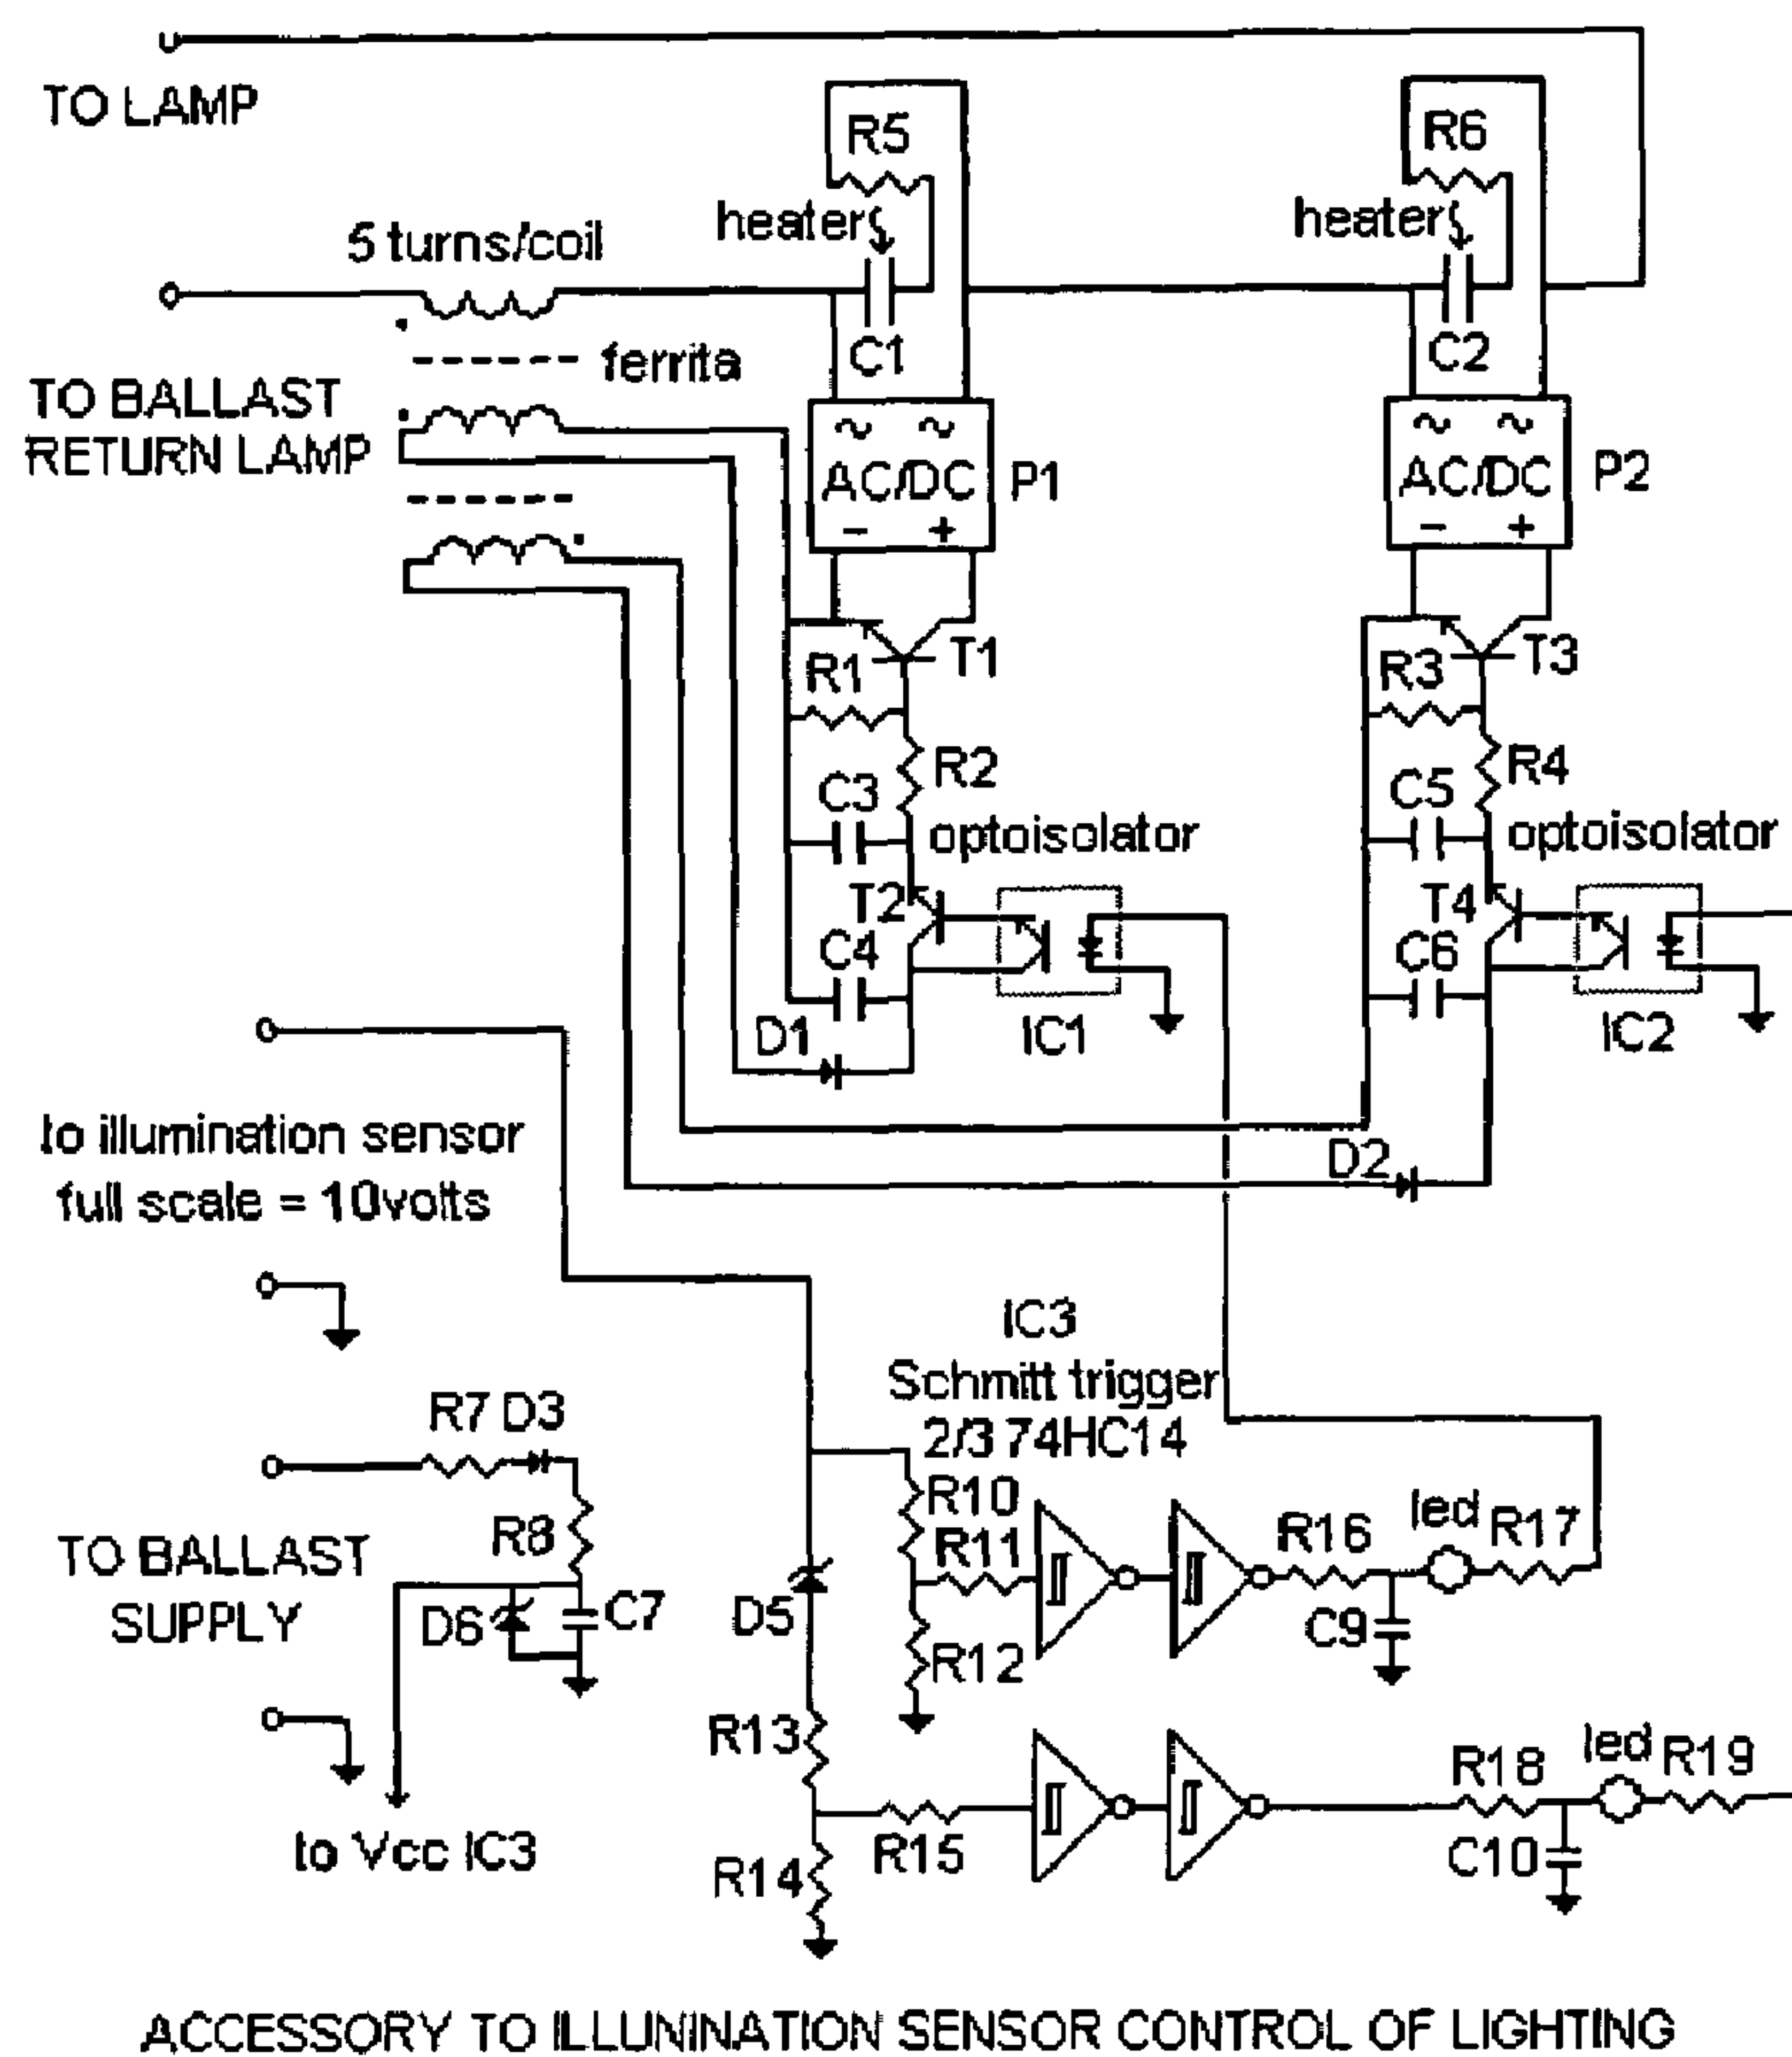 TO LAMP
R5
R6
heater
heater
5 turns/coil
C1
C2
ferrita
TO BALLAST
RETURN LAMP
~ ~
AC/DC
- +
P1
~ ~
AC/DC
- +
P2
T1
T3
R1
R3
R2
R4
C3
C5
optoisolator
optoisolator
T2
T4
C4
C6
D1
IC1
IC2
to illumination sensor
full scale = 10volts
D2
IC3
Schmitt trigger
2/3 74HC14
R7 D3
R10
R8
R11
R16
led
R17
TO BALLAST
SUPPLY
D6
C7
D5
C9
R12
R13
R18
led
R19
to Vcc IC3
R14
R15
C10
ACCESSORY TO ILLUNINATION SENSOR CONTROL OF LIGHTING